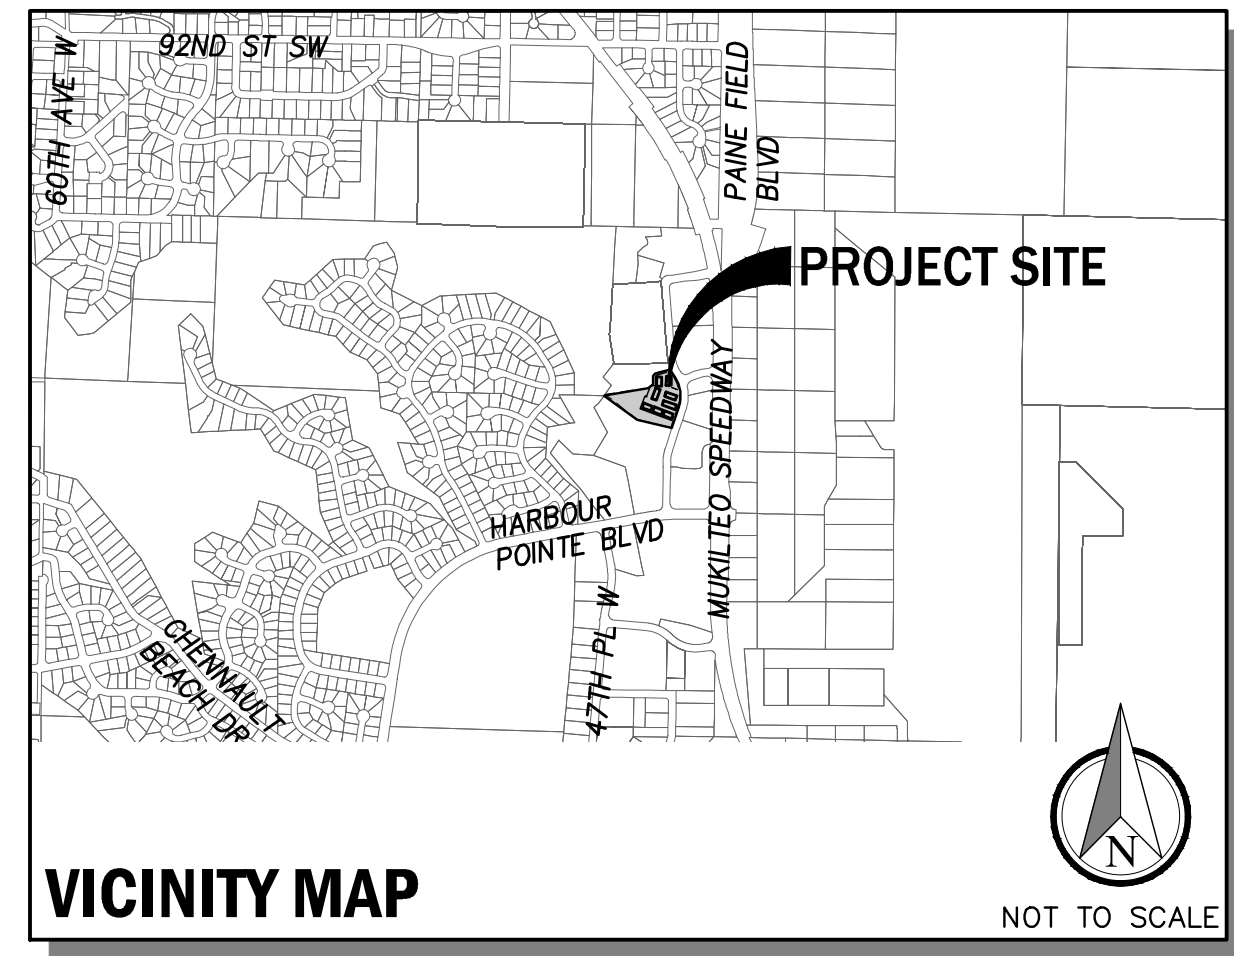 92ND ST SW
60TH AVE W
PAINE FIELD
BLVD
PROJECT SITE
MUKILTEO SPEEDWAY
HARBOUR
POINTE BLVD
47TH PL W
CHENNAULT
BEACH DR
N
VICINITY MAP
NOT TO SCALE